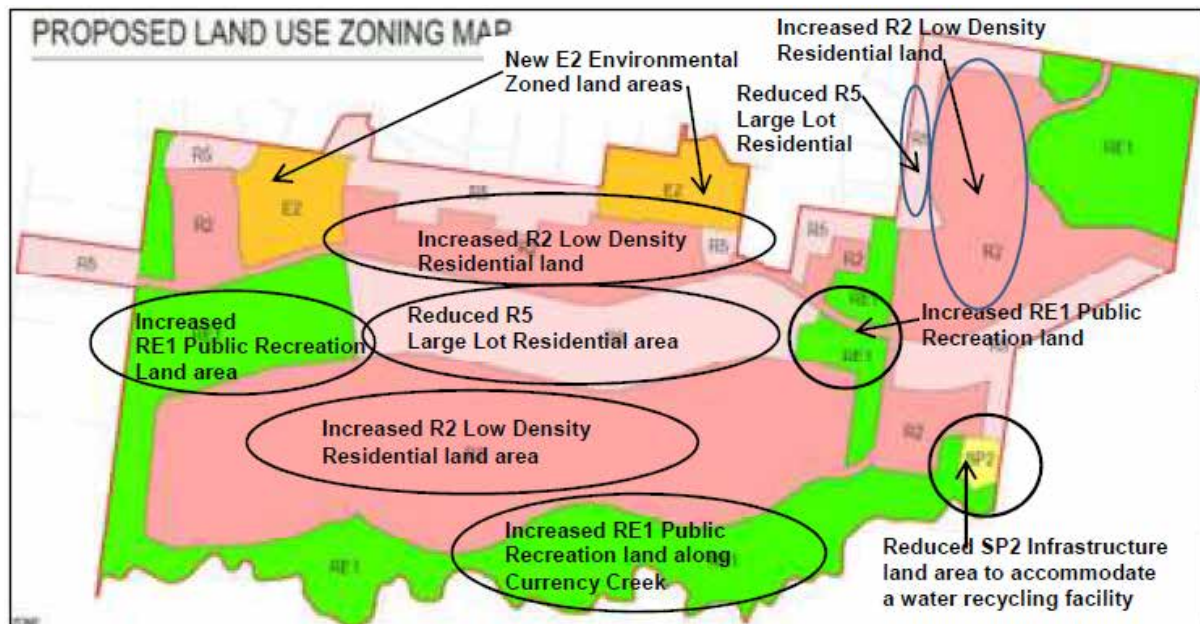 PROPOSED LAND USE ZONING MAP
Increased R2 Low Density
Residential land
New E2 Environmental
Zoned land areas
Reduced R5
Large Lot
Residential
R5
R5
RE1
E2
E2
R2
R5
R5
R5
R2
R2
R5
Increased R2 Low Density
Residential land
RE1
Increased
RE1 Public Recreation
Land area
Reduced R5
Large Lot Residential area
Increased RE1 Public
Recreation land
RE1
Increased R2 Low Density
Residential land area
R2
SP2
Increased RE1 Public
Recreation land along
Currency Creek
RE1
Reduced SP2 Infrastructure
land area to accommodate
a water recycling facility